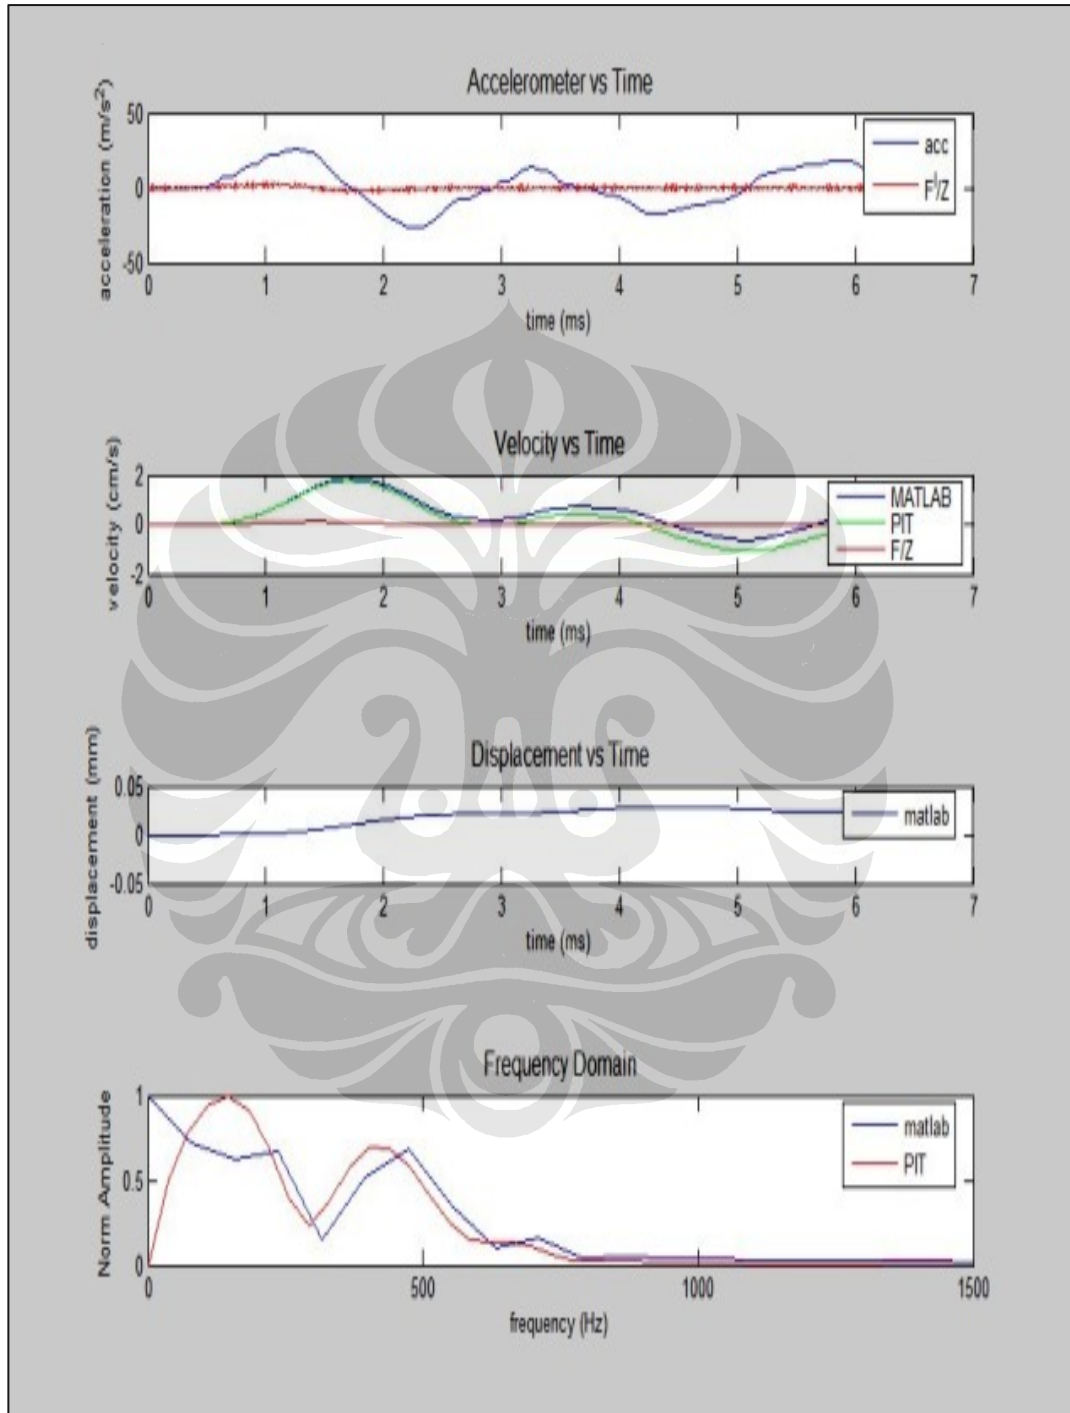 Accelerometer vs Time
acceleration (m/s²)
50
0
-50
acc
F|/Z
0 1 2 3 4 5 6 7
time (ms)
Velocity vs Time
velocity (cm/s)
2
0
-2
MATLAB
PIT
F/Z
0 1 2 3 4 5 6 7
time (ms)
Displacement vs Time
displacement (mm)
0.05
0
-0.05
matlab
0 1 2 3 4 5 6 7
time (ms)
Frequency Domain
Norm Amplitude
1
0.5
0
matlab
PIT
0 500 1000 1500
frequency (Hz)